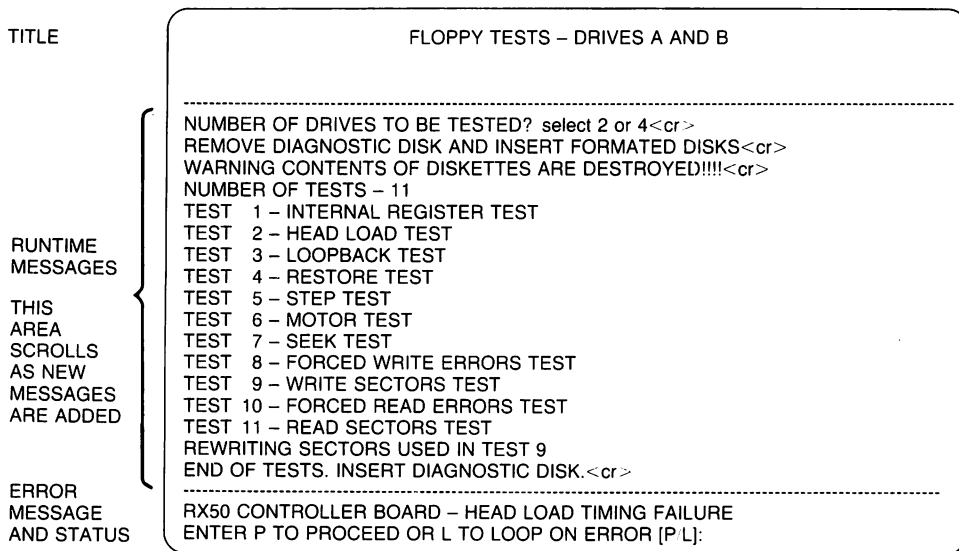 TITLE
FLOPPY TESTS – DRIVES A AND B
NUMBER OF DRIVES TO BE TESTED? select 2 or 4<cr>
REMOVE DIAGNOSTIC DISK AND INSERT FORMATED DISKS<cr>
WARNING CONTENTS OF DISKETTES ARE DESTROYED!!!!<cr>
NUMBER OF TESTS – 11
TEST 1 – INTERNAL REGISTER TEST
TEST 2 – HEAD LOAD TEST
TEST 3 – LOOPBACK TEST
TEST 4 – RESTORE TEST
TEST 5 – STEP TEST
TEST 6 – MOTOR TEST
TEST 7 – SEEK TEST
TEST 8 – FORCED WRITE ERRORS TEST
TEST 9 – WRITE SECTORS TEST
TEST 10 – FORCED READ ERRORS TEST
TEST 11 – READ SECTORS TEST
REWRITING SECTORS USED IN TEST 9
END OF TESTS. INSERT DIAGNOSTIC DISK.<cr>
RUNTIME
MESSAGES
THIS
AREA
SCROLLS
AS NEW
MESSAGES
ARE ADDED
ERROR
MESSAGE
AND STATUS
RX50 CONTROLLER BOARD – HEAD LOAD TIMING FAILURE
ENTER P TO PROCEED OR L TO LOOP ON ERROR [P/L]: